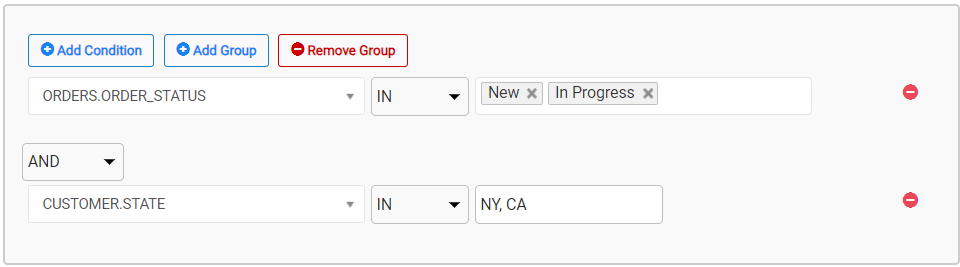 Add Condition Add Group Remove Group
ORDERS.ORDER_STATUS IN New In Progress
AND
CUSTOMER.STATE IN NY, CA